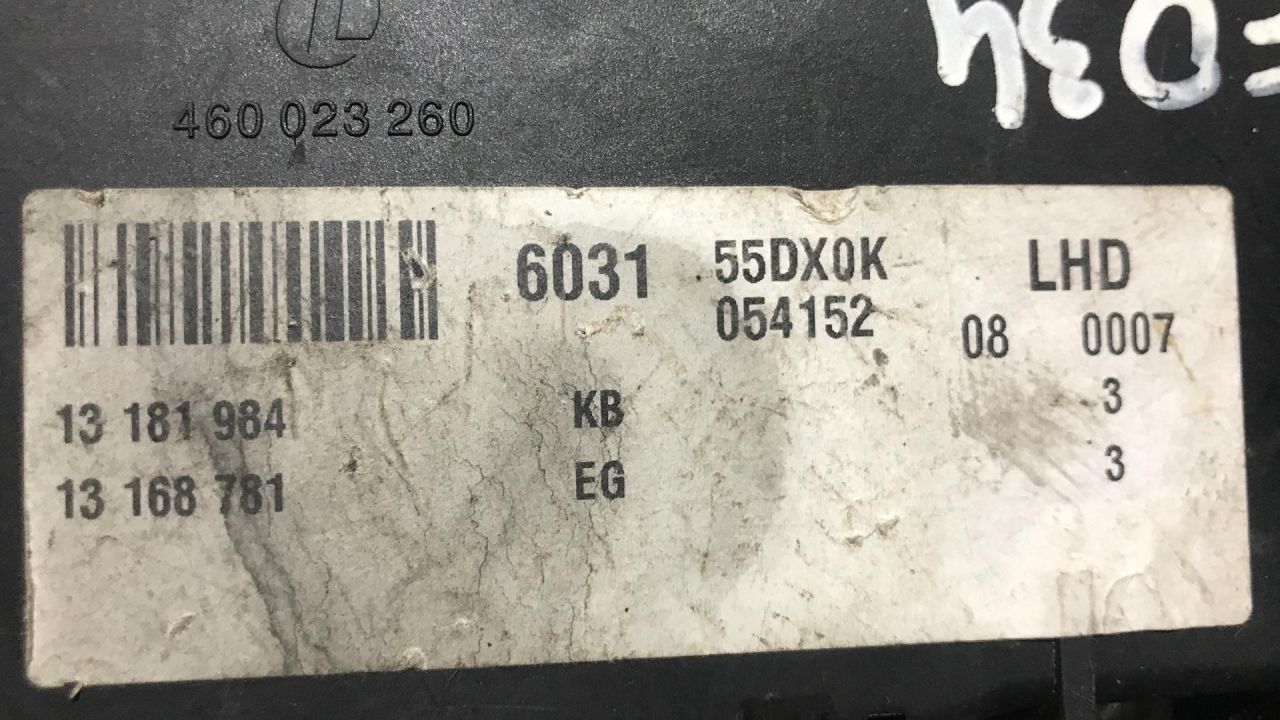 460 023 260
6031 55DX0K LHD
054152 08 0007
13 181 984 KB 3
13 168 781 EG 3